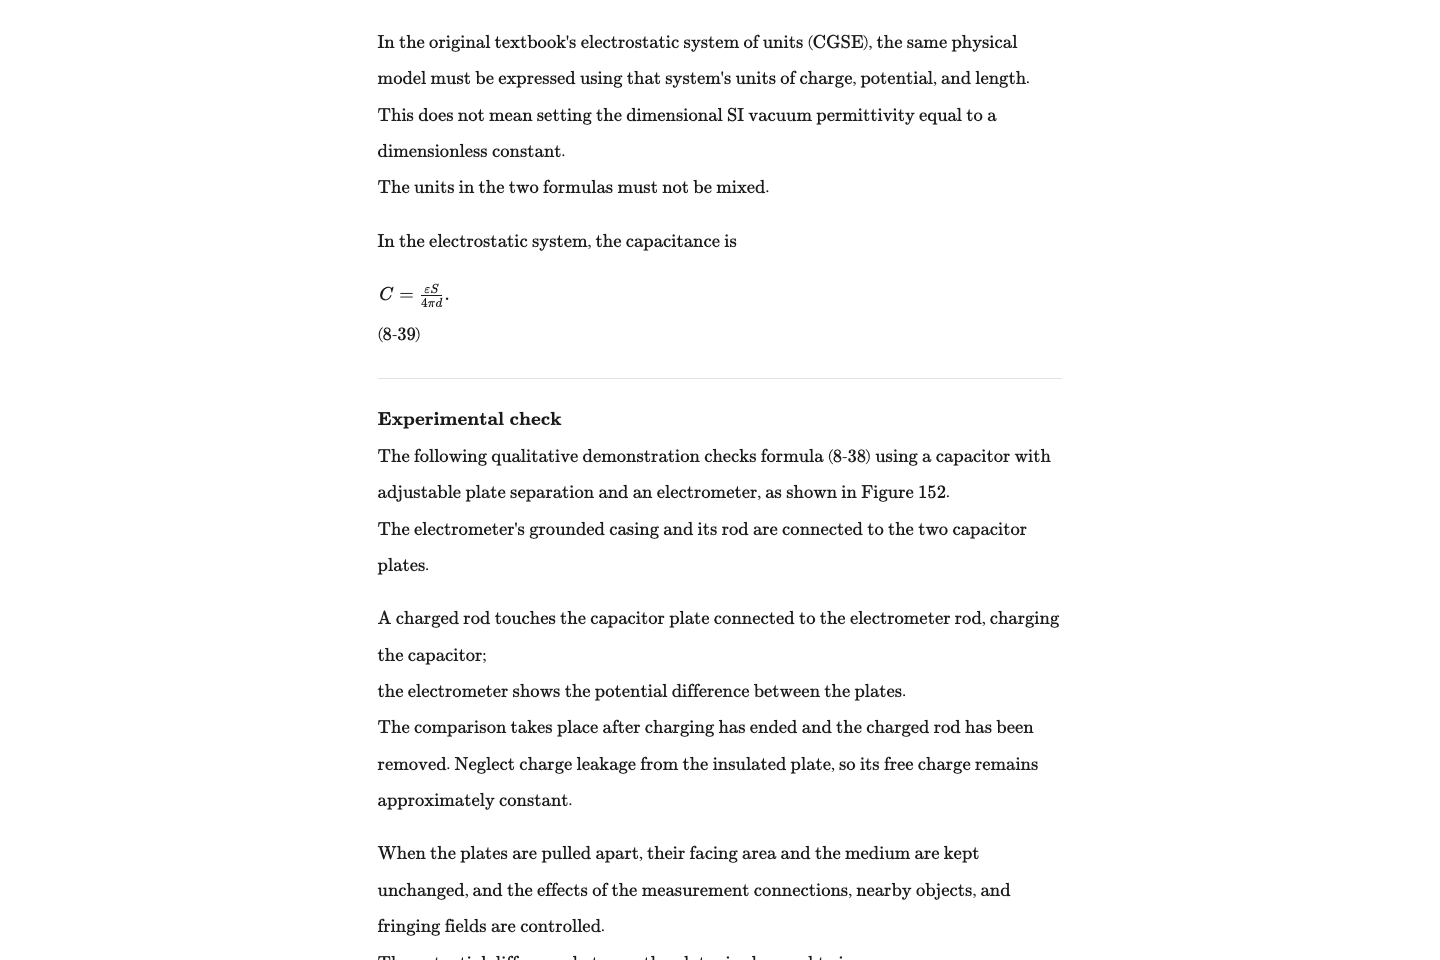 In the original textbook's electrostatic system of units (CGSE), the same physical
model must be expressed using that system's units of charge, potential, and length.
This does not mean setting the dimensional SI vacuum permittivity equal to a
dimensionless constant.
The units in the two formulas must not be mixed.
In the electrostatic system, the capacitance is
C = εS/4πd.
(8-39)
Experimental check
The following qualitative demonstration checks formula (8-38) using a capacitor with
adjustable plate separation and an electrometer, as shown in Figure 152.
The electrometer's grounded casing and its rod are connected to the two capacitor
plates.
A charged rod touches the capacitor plate connected to the electrometer rod, charging
the capacitor;
the electrometer shows the potential difference between the plates.
The comparison takes place after charging has ended and the charged rod has been
removed. Neglect charge leakage from the insulated plate, so its free charge remains
approximately constant.
When the plates are pulled apart, their facing area and the medium are kept
unchanged, and the effects of the measurement connections, nearby objects, and
fringing fields are controlled.